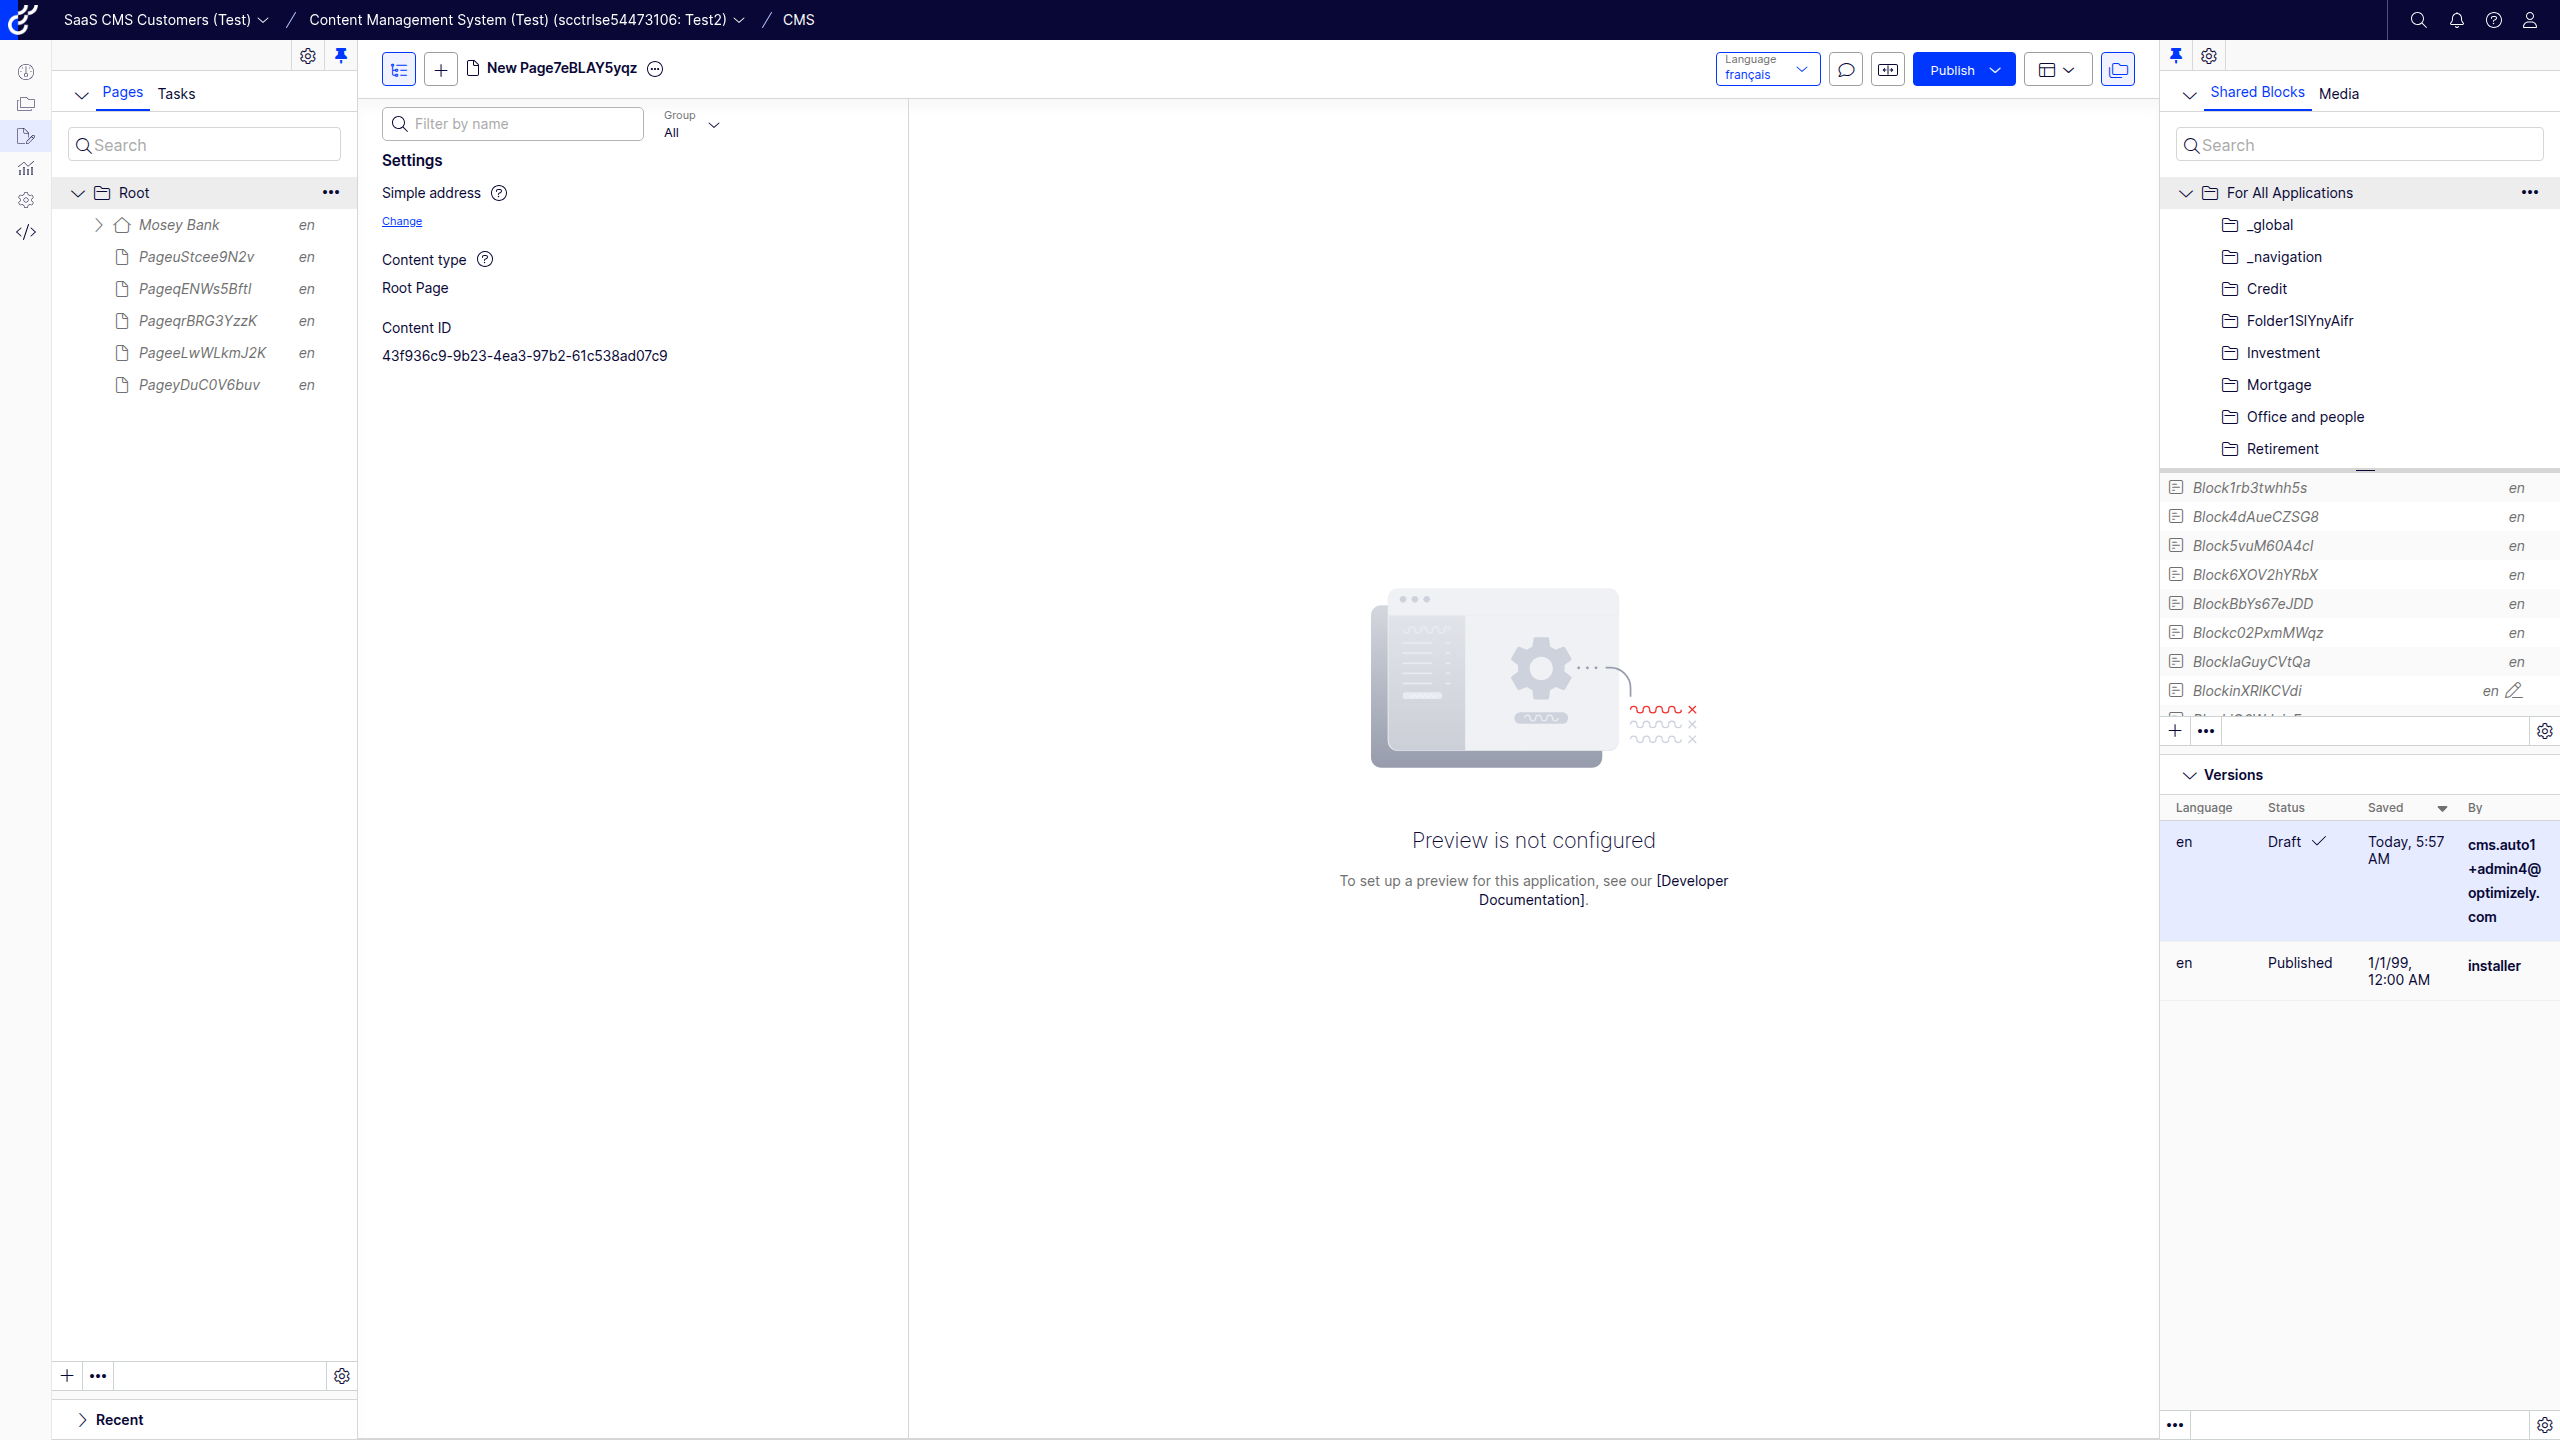 SaaS CMS Customers (Test) / Content Management System (Test) (scctrlse54473106: Test2) / CMS
Pages Tasks
Search
Root
Mosey Bank en
PageuStcee9N2v en
PageqENWs5BftI en
PageqrBRG3YzzK en
PageeLwWLkmJ2K en
PageyDuC0V6buv en
Recent
New Page7eBLAY5yqz
Language
français
Publish
Filter by name
Group
All
Settings
Simple address
Change
Content type
Root Page
Content ID
43f936c9-9b23-4ea3-97b2-61c538ad07c9
Preview is not configured
To set up a preview for this application, see our [Developer
Documentation].
Shared Blocks Media
Search
For All Applications
_global
_navigation
Credit
Folder1SlYnyAifr
Investment
Mortgage
Office and people
Retirement
Block1rb3twhh5s en
Block4dAueCZSG8 en
Block5vuM60A4cI en
Block6XOV2hYRbX en
BlockBbYs67eJDD en
Blockc02PxmMWqz en
BlockIaGuyCVtQa en
BlockinXRlKCVdi en
Versions
Language Status Saved By
en Draft Today, 5:57
AM
cms.auto1
+admin4@
optimizely.
com
en Published 1/1/99,
12:00 AM
installer